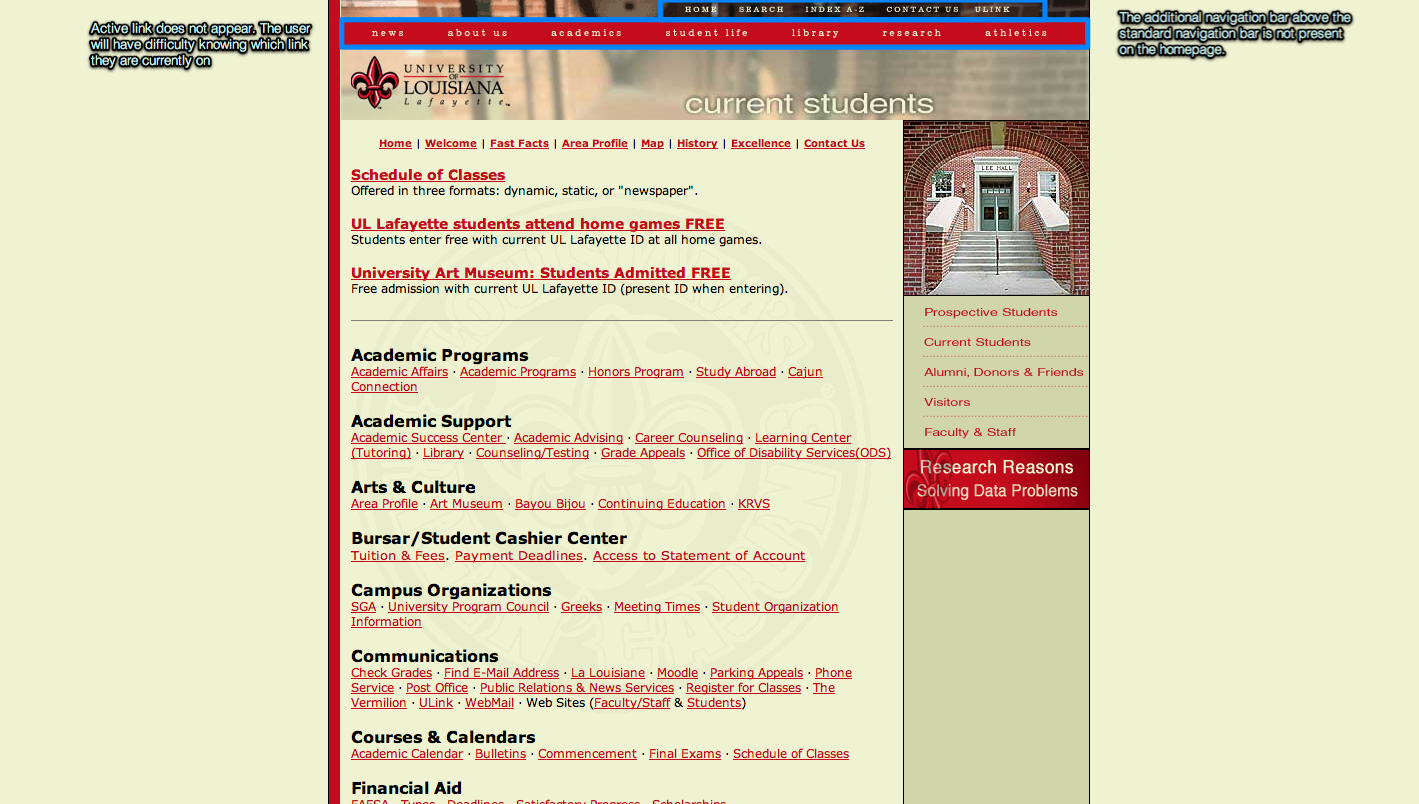 Active link does not appear. The user
will have difficulty knowing which link
they are currently on
HOME SEARCH INDEX A-Z CONTACT US ULINK
news about us academics student life library research athletics
The additional navigation bar above the
standard navigation bar is not present
on the homepage.
UNIVERSITY
OF
LOUISIANA
Lafayette
current students
Home | Welcome | Fast Facts | Area Profile | Map | History | Excellence | Contact Us
Schedule of Classes
Offered in three formats: dynamic, static, or "newspaper".
UL Lafayette students attend home games FREE
Students enter free with current UL Lafayette ID at all home games.
University Art Museum: Students Admitted FREE
Free admission with current UL Lafayette ID (present ID when entering).
Academic Programs
Academic Affairs · Academic Programs · Honors Program · Study Abroad · Cajun
Connection
Academic Support
Academic Success Center · Academic Advising · Career Counseling · Learning Center
(Tutoring) · Library · Counseling/Testing · Grade Appeals · Office of Disability Services(ODS)
Arts & Culture
Area Profile · Art Museum · Bayou Bijou · Continuing Education · KRVS
Bursar/Student Cashier Center
Tuition & Fees. Payment Deadlines. Access to Statement of Account
Campus Organizations
SGA · University Program Council · Greeks · Meeting Times · Student Organization
Information
Communications
Check Grades · Find E-Mail Address · La Louisiane · Moodle · Parking Appeals · Phone
Service · Post Office · Public Relations & News Services · Register for Classes · The
Vermilion · ULink · WebMail · Web Sites (Faculty/Staff & Students)
Courses & Calendars
Academic Calendar · Bulletins · Commencement · Final Exams · Schedule of Classes
Financial Aid
FAFSA · Types · Deadlines · Satisfactory Progress · Scholarships
LEE HALL
Prospective Students
Current Students
Alumni, Donors & Friends
Visitors
Faculty & Staff
Research Reasons
Solving Data Problems